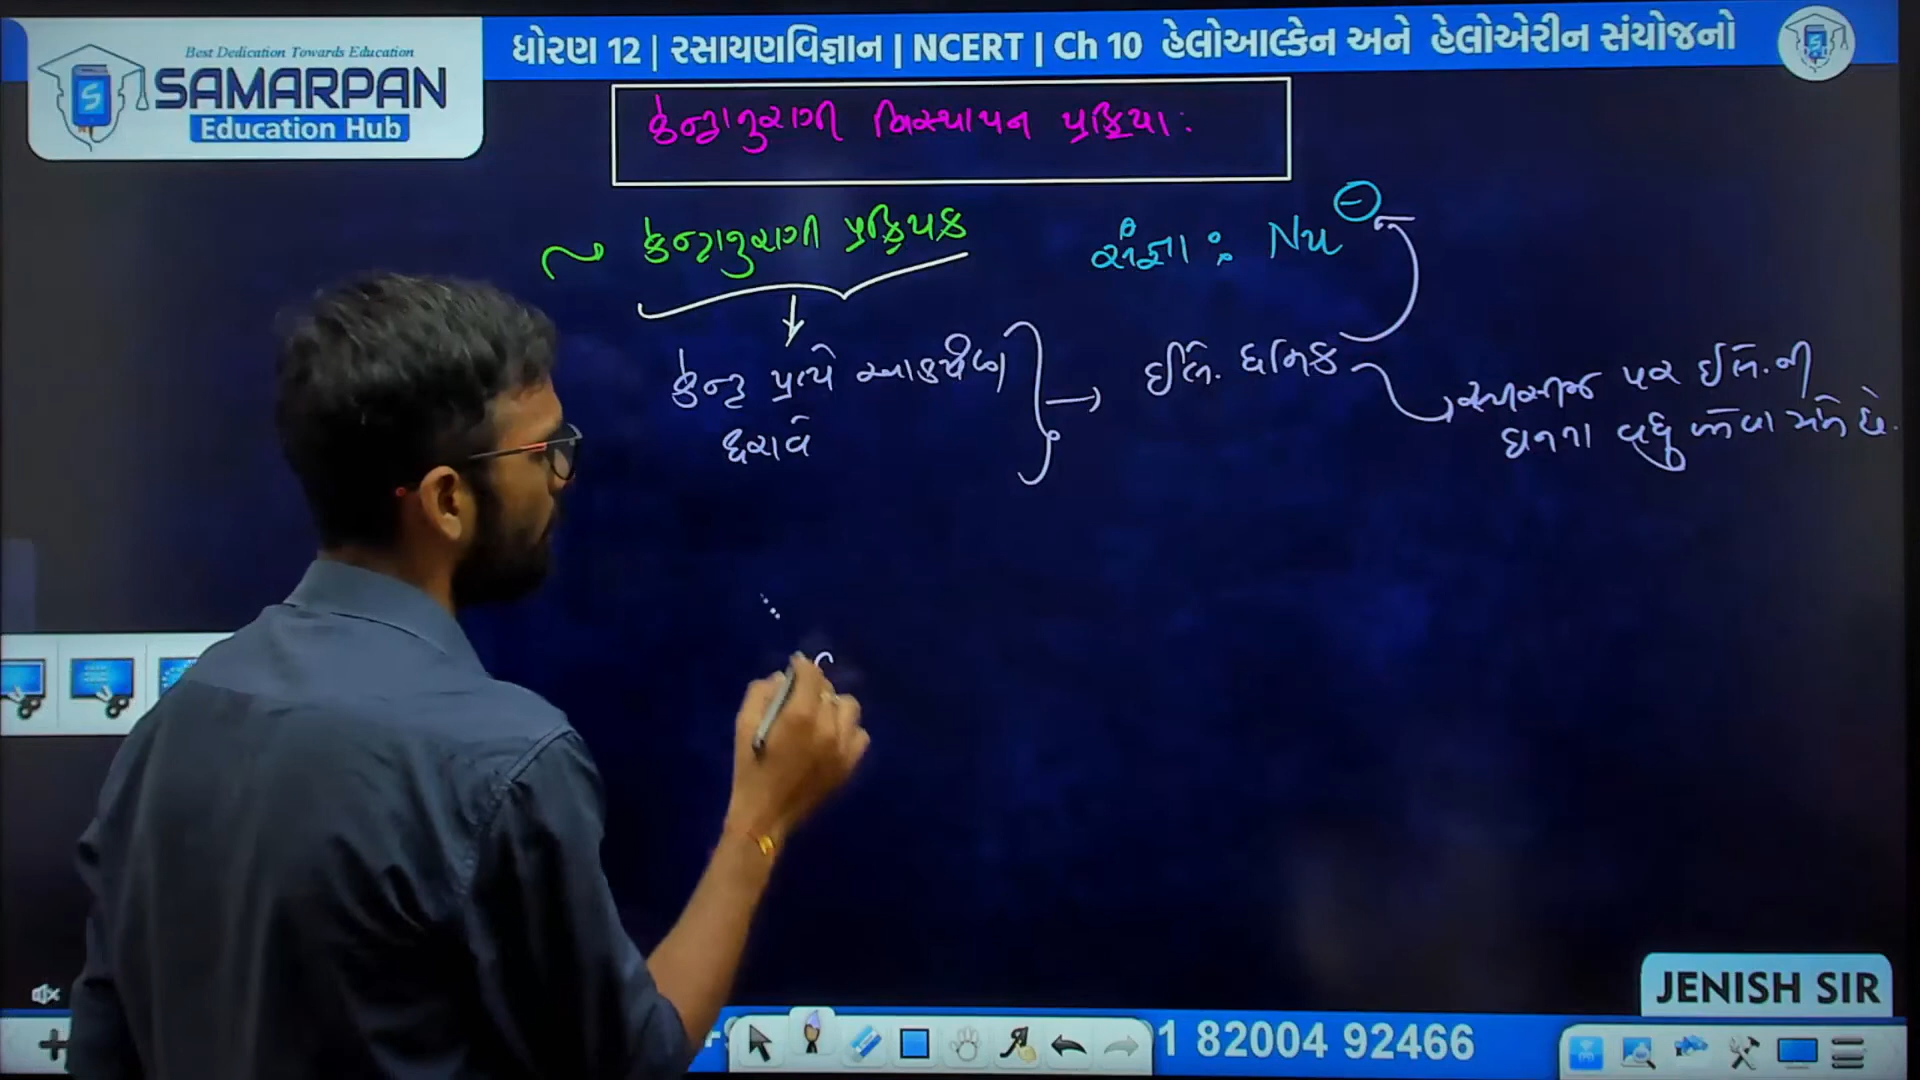 Best Dedication Towards Education
SAMARPAN
Education Hub
ધોરણ 12 | રસાયણવિજ્ઞાન | NCERT | Ch 10 હેલોઆલ્કેન અને હેલોએરીન સંયોજનો
કેન્દ્રાનુરાગી વિસ્થાપન પ્રક્રિયા :
કેન્દ્રાનુરાગી પ્રક્રિયક
સંજ્ઞા : Nu⊖
કેન્દ્ર પ્રત્યે આકર્ષણ
ધરાવે
→ ઈલે. ધનિક
પર ઈલે.ની
ઘનતા વધુ
JENISH SIR
1 82004 92466